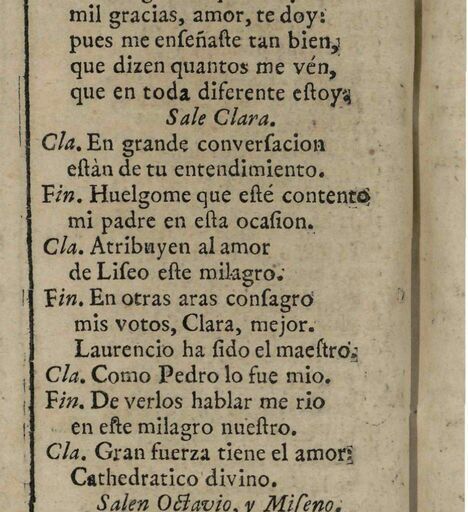 mil gracias, amor, te doy:
pues me enſeñaſte tan bien,
que dizen quantos me vén,
que en toda diferente eſtoy,
Sale Clara.
Cla. En grande converſacion
eſtàn de tu entendimiento.
Fin. Huelgome que eſté contento
mi padre en eſta ocaſion.
Cla. Atribuyen al amor
de Liſeo eſte milagro.
Fin. En otras aras conſagro
mis votos, Clara, mejor.
Laurencio ha ſido el maeſtro.
Cla. Como Pedro lo fue mio.
Fin. De verlos hablar me rio
en eſte milagro nueſtro.
Cla. Gran fuerza tiene el amor:
Cathedratico divino.
Salen Octavio, y Miſeno.